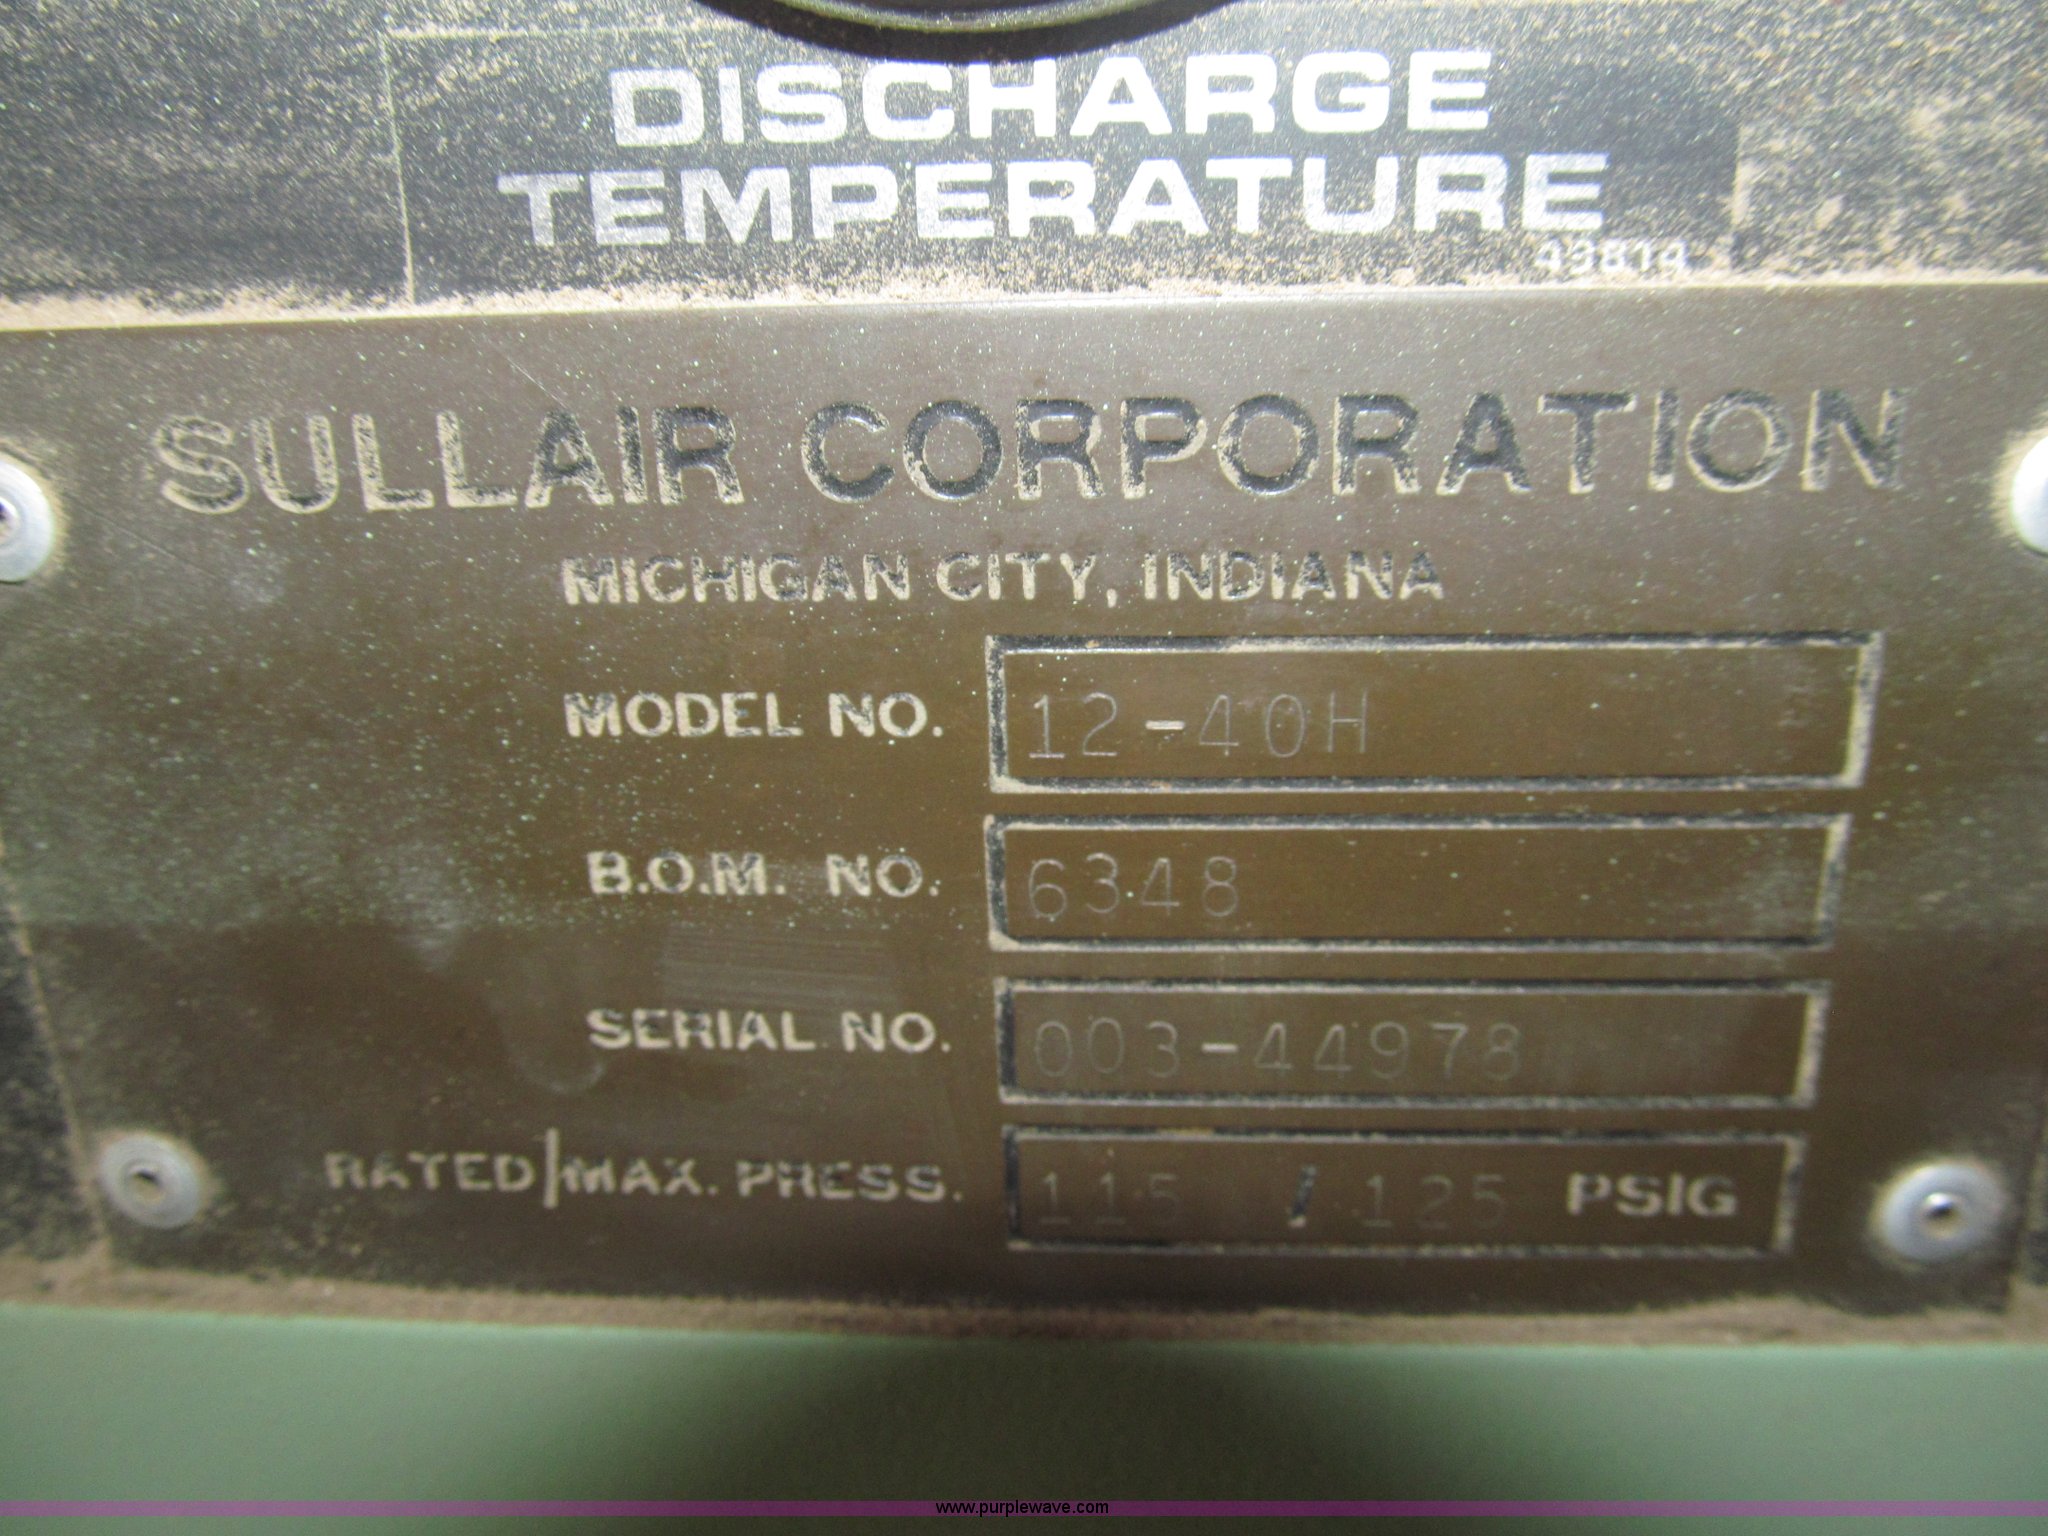 DISCHARGE
TEMPERATURE
43814
SULLAIR CORPORATION
MICHIGAN CITY, INDIANA
MODEL NO. 12-40H
B.O.M. NO. 6348
SERIAL NO. 003-44978
RATED/MAX. PRESS. 115 / 125 PSIG
www.purplewave.com